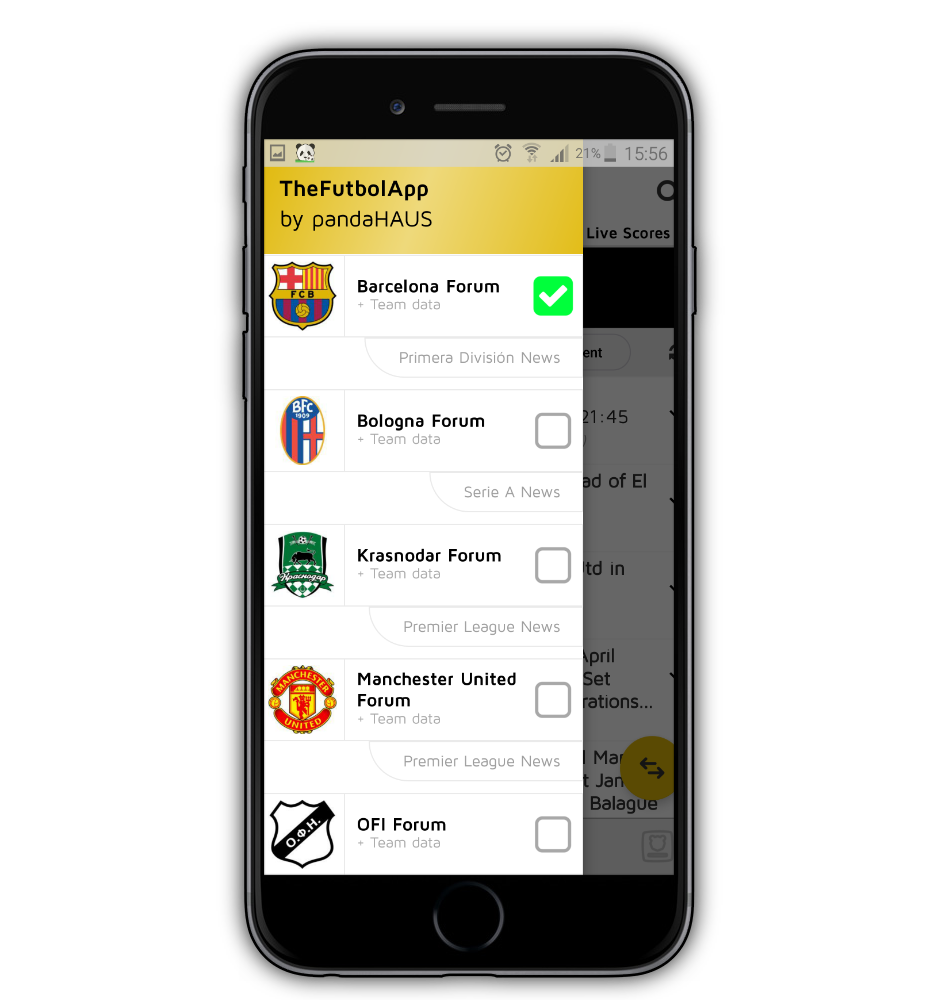 21% 15:56
TheFutbolApp
by pandaHAUS
Live Scores
FCB
Barcelona Forum
+ Team data
ent
Primera División News
BFC
1909
Bologna Forum
+ Team data
21:45
Serie A News
ad of El
Краснодар
Krasnodar Forum
+ Team data
td in
Premier League News
MANCHESTER
UNITED
Manchester United
Forum
+ Team data
April
Set
rations...
Premier League News
t Jan
Balague
Ο.Φ.Η.
OFI Forum
+ Team data